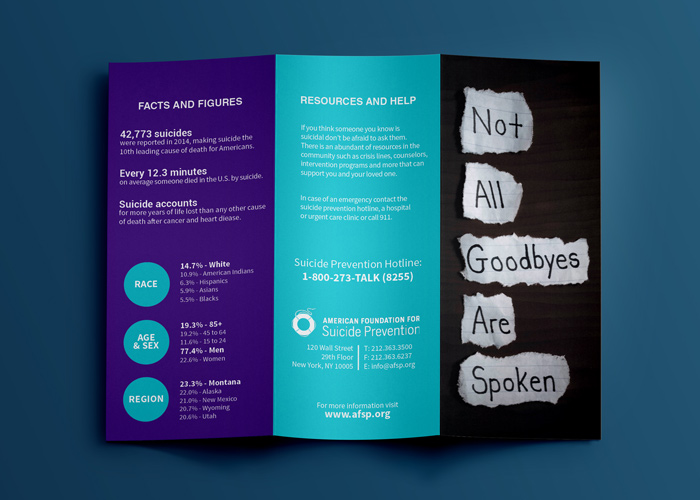 FACTS AND FIGURES
42,773 suicides
were reported in 2014, making suicide the
10th leading cause of death for Americans.
Every 12.3 minutes
on average someone died in the U.S. by suicide.
Suicide accounts
for more years of life lost than any other cause
of death after cancer and heart diease.
RACE
14.7% - White
10.9% - American Indians
6.3% - Hispanics
5.9% - Asians
5.5% - Blacks
AGE
& SEX
19.3% - 85+
19.2% - 45 to 64
11.6% - 15 to 24
77.4% - Men
22.6% - Women
REGION
23.3% - Montana
22.0% - Alaska
21.0% - New Mexico
20.7% - Wyoming
20.6% - Utah
RESOURCES AND HELP
If you think someone you know is
suicidal don't be afraid to ask them.
There is an abundant of resources in the
community such as crisis lines, counselors,
intervention programs and more that can
support you and your loved one.
In case of an emergency contact the
suicide prevention hotline, a hospital
or urgent care clinic or call 911.
Suicide Prevention Hotline:
1-800-273-TALK (8255)
AMERICAN FOUNDATION FOR
Suicide Prevention
120 Wall Street
29th Floor
New York, NY 10005
T: 212.363.3500
F: 212.363.6237
E: info@afsp.org
For more information visit
www.afsp.org
Not
All
Goodbyes
Are
Spoken